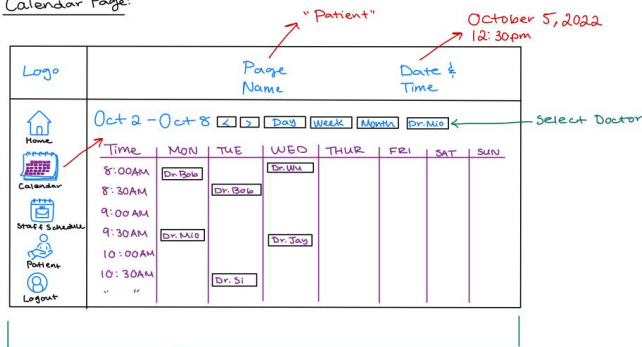 Calendar Page:
"Patient"
October 5, 2022
12:30pm
Logo
Page Name
Date & Time
Oct 2 - Oct 8 < > Day Week Month Dr.Mio
Select Doctor
Home
Calendar
Staff Schedule
Patient
Logout
Time MON TUE WED THUR FRI SAT SUN
8:00AM Dr.Bob Dr.Wu
8:30AM Dr.Bob
9:00AM
9:30AM Dr.Mio Dr.Jay
10:00AM
10:30AM Dr.Si
" "